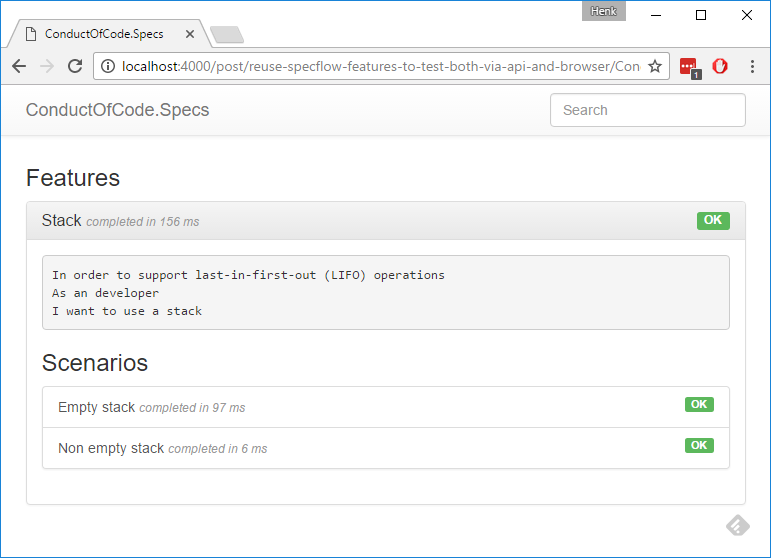 Henk
ConductOfCode.Specs
localhost:4000/post/reuse-specflow-features-to-test-both-via-api-and-browser/Con
1
ConductOfCode.Specs
Search
Features
Stack completed in 156 ms
OK
In order to support last-in-first-out (LIFO) operations
As an developer
I want to use a stack
Scenarios
Empty stack completed in 97 ms
OK
Non empty stack completed in 6 ms
OK